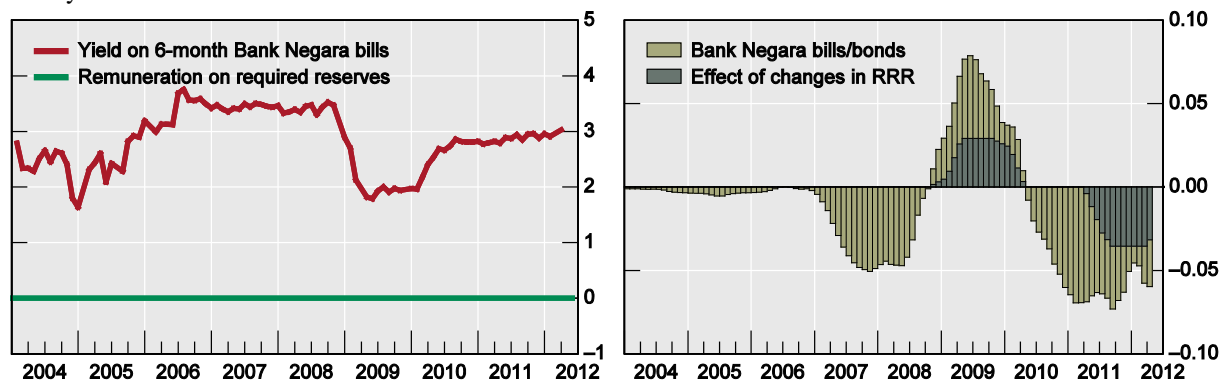 5
Yield on 6-month Bank Negara bills
Remuneration on required reserves
4
3
2
1
0
–1
2004 2005 2006 2007 2008 2009 2010 2011 2012
0.10
Bank Negara bills/bonds
Effect of changes in RRR
0.05
0.00
–0.05
–0.10
2004 2005 2006 2007 2008 2009 2010 2011 2012